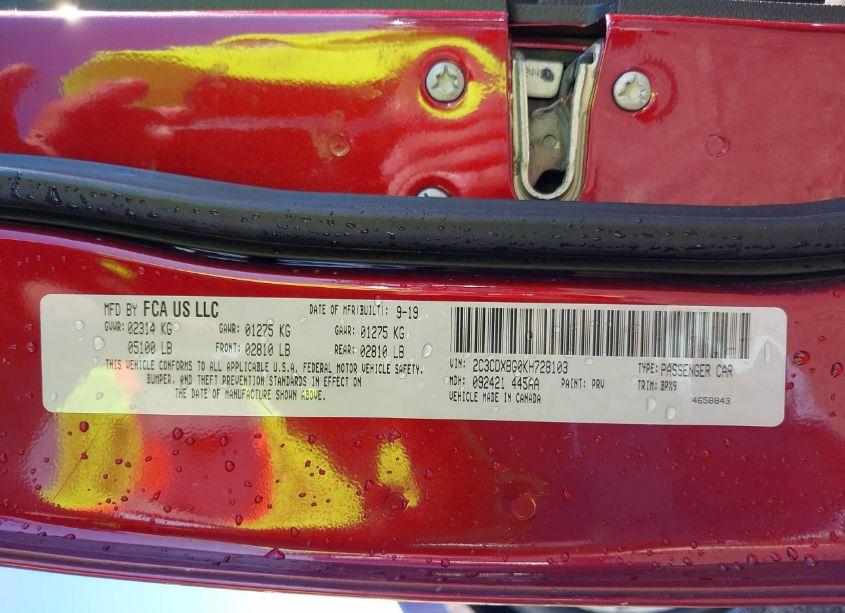 MFD BY FCA US LLC DATE OF MFR(BUILT): 9-19
GVWR: 02314 KG GAWR: 01275 KG GAWR: 01275 KG
05100 LB FRONT: 02810 LB REAR: 02810 LB
THIS VEHICLE CONFORMS TO ALL APPLICABLE U.S.A. FEDERAL MOTOR VEHICLE SAFETY,
BUMPER, AND THEFT PREVENTION STANDARDS IN EFFECT ON
THE DATE OF MANUFACTURE SHOWN ABOVE.
VIN: 2C3CDXBG0KH728103 TYPE: PASSENGER CAR
MDH: 092421 445AA PAINT: PRV TRIM: BPX9
VEHICLE MADE IN CANADA 4658843